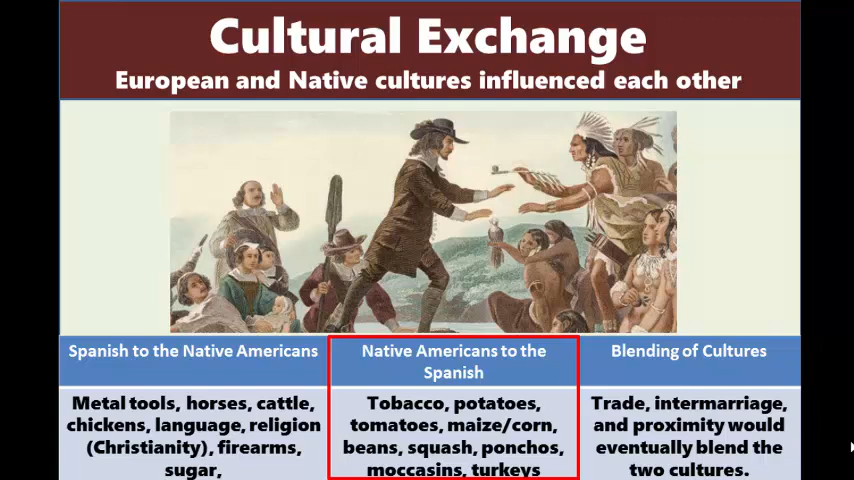 Cultural Exchange
European and Native cultures influenced each other
Spanish to the Native Americans
Metal tools, horses, cattle,
chickens, language, religion
(Christianity), firearms,
sugar,
Native Americans to the
Spanish
Tobacco, potatoes,
tomatoes, maize/corn,
beans, squash, ponchos,
moccasins, turkeys
Blending of Cultures
Trade, intermarriage,
and proximity would
eventually blend the
two cultures.